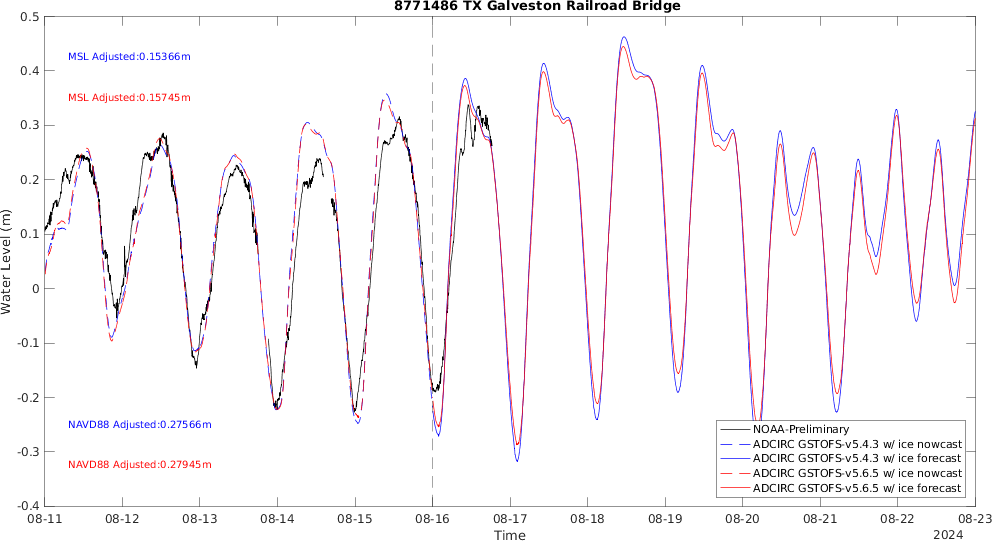 8771486 TX Galveston Railroad Bridge
0.5
0.4
0.3
0.2
0.1
0
-0.1
-0.2
-0.3
-0.4
Water Level (m)
MSL Adjusted:0.15366m
MSL Adjusted:0.15745m
NAVD88 Adjusted:0.27566m
NAVD88 Adjusted:0.27945m
NOAA-Preliminary
ADCIRC GSTOFS-v5.4.3 w/ ice nowcast
ADCIRC GSTOFS-v5.4.3 w/ ice forecast
ADCIRC GSTOFS-v5.6.5 w/ ice nowcast
ADCIRC GSTOFS-v5.6.5 w/ ice forecast
08-11 08-12 08-13 08-14 08-15 08-16 08-17 08-18 08-19 08-20 08-21 08-22 08-23
Time
2024